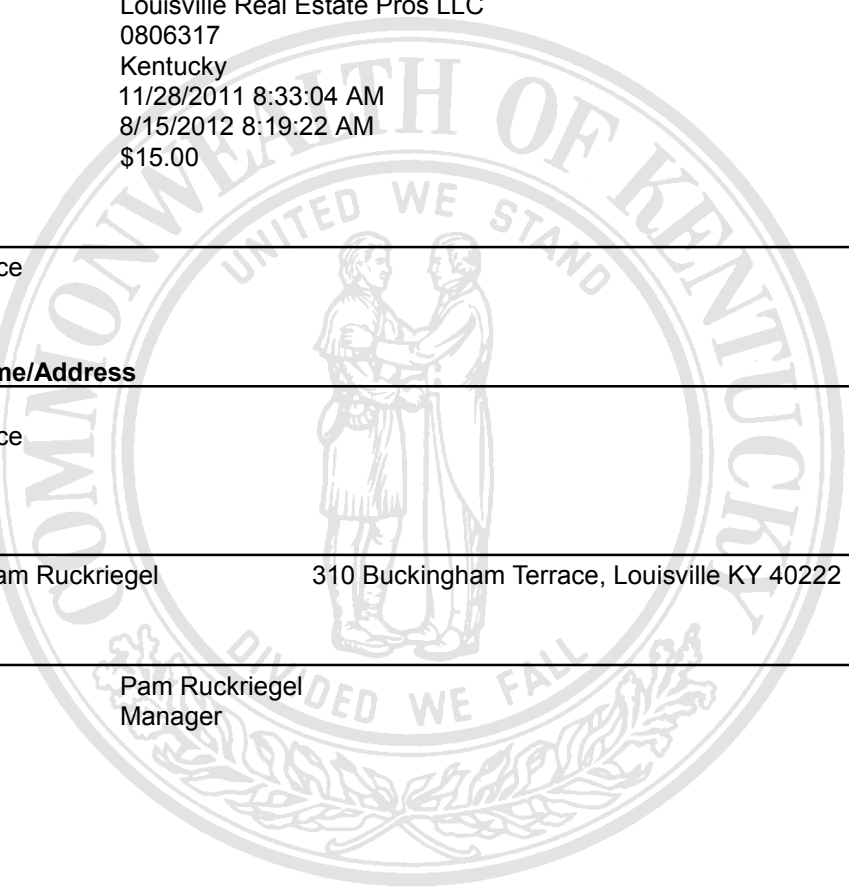 Louisville Real Estate Pros LLC
0806317
Kentucky
11/28/2011 8:33:04 AM
8/15/2012 8:19:22 AM
$15.00
COMMONWEALTH OF KENTUCKY
UNITED WE STAND
ce
me/Address
ce
am Ruckriegel 310 Buckingham Terrace, Louisville KY 40222
DIVIDED WE FALL
Pam Ruckriegel
Manager